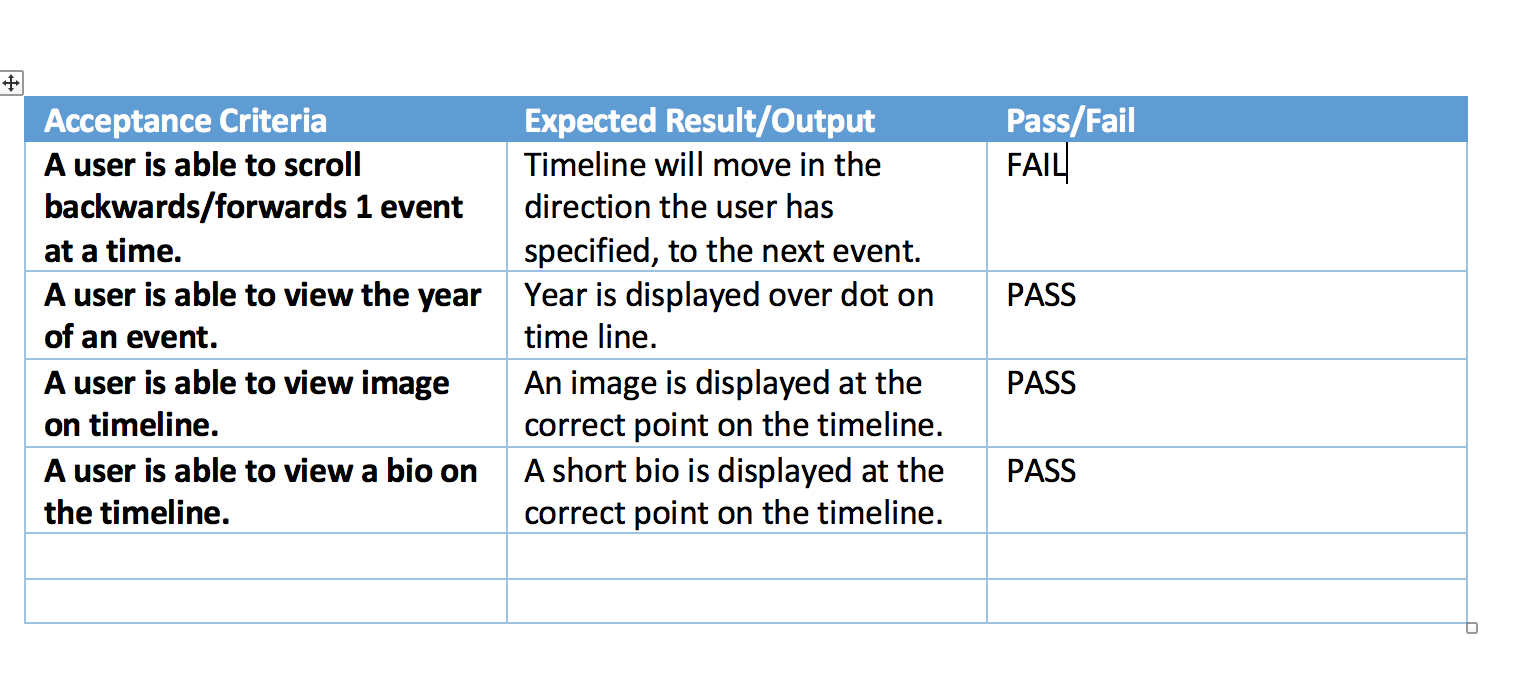 Acceptance Criteria Expected Result/Output Pass/Fail
A user is able to scroll Timeline will move in the FAIL
backwards/forwards 1 event direction the user has
at a time. specified, to the next event.
A user is able to view the year Year is displayed over dot on PASS
of an event. time line.
A user is able to view image An image is displayed at the PASS
on timeline. correct point on the timeline.
A user is able to view a bio on A short bio is displayed at the PASS
the timeline. correct point on the timeline.